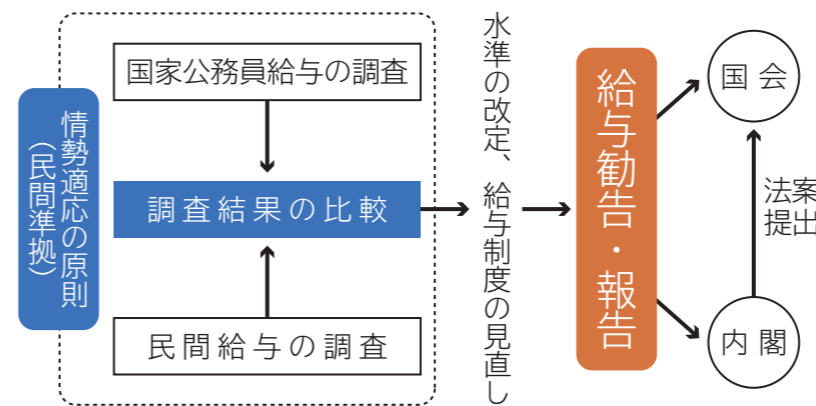 情勢適応の原則
（民間準拠）
国家公務員給与の調査
調査結果の比較
民間給与の調査
水準の改定、給与制度の見直し
給与勧告・報告
国会
法案
提出
内閣